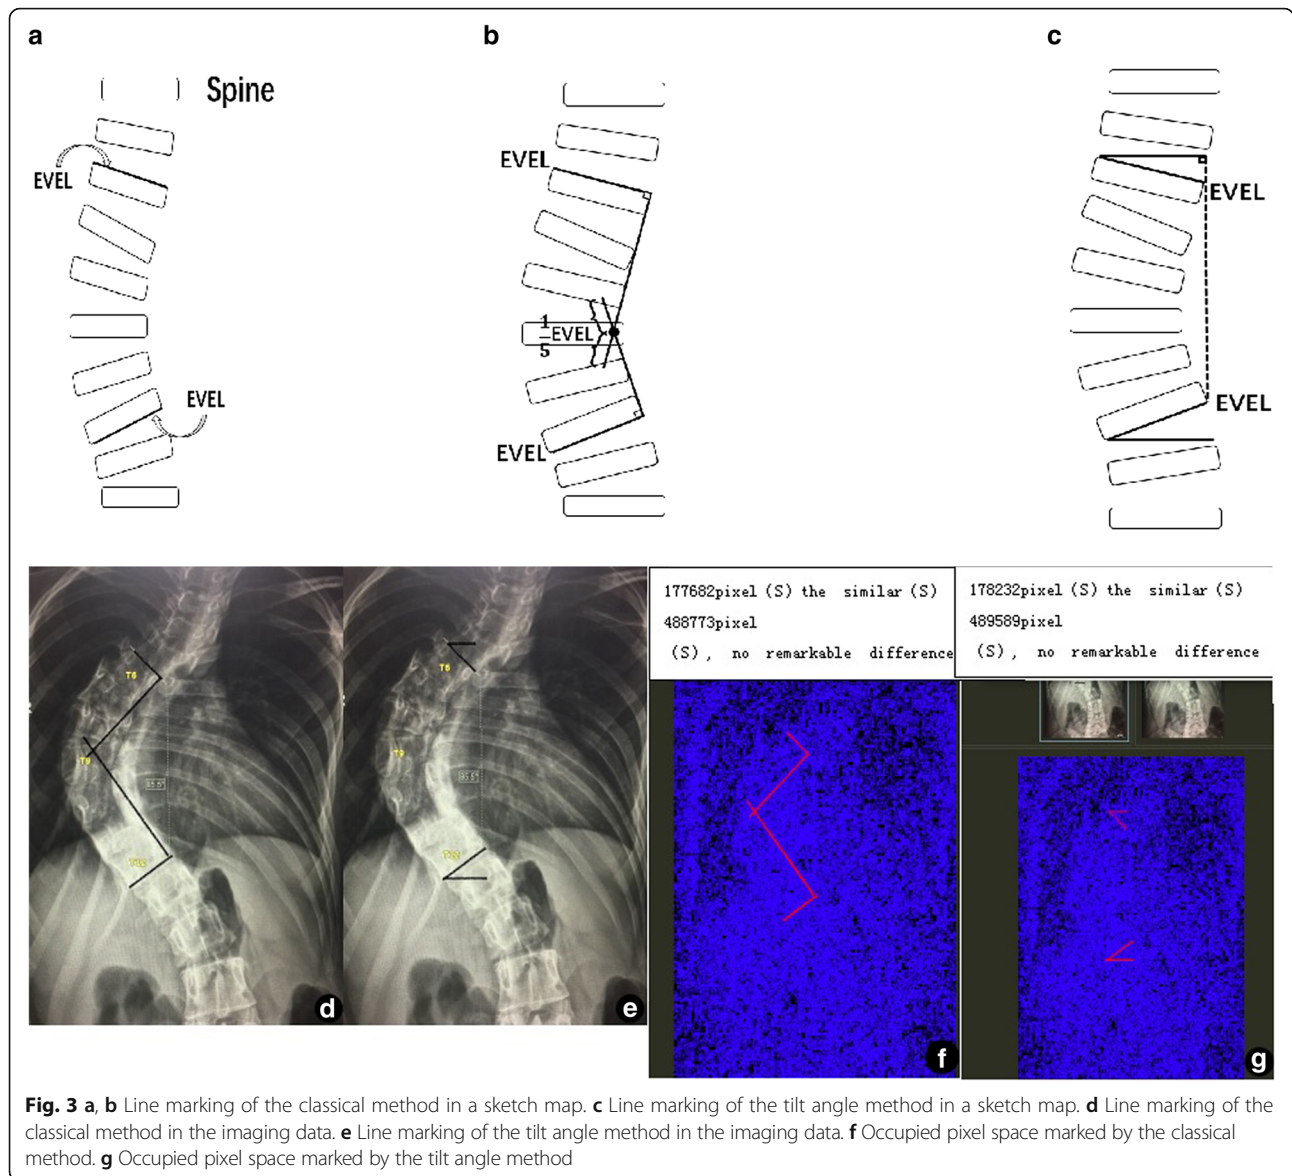 a
b
c
Spine
EVEL
EVEL
EVEL
1
5
EVEL
EVEL
EVEL
EVEL
177682pixel (S) the similar (S)
488773pixel
(S), no remarkable difference
178232pixel (S) the similar (S)
489589pixel
(S), no remarkable difference
T6
T9
T12
d
T6
T9
T12
e
f
g
Fig. 3 a, b Line marking of the classical method in a sketch map. c Line marking of the tilt angle method in a sketch map. d Line marking of the
classical method in the imaging data. e Line marking of the tilt angle method in the imaging data. f Occupied pixel space marked by the classical
method. g Occupied pixel space marked by the tilt angle method